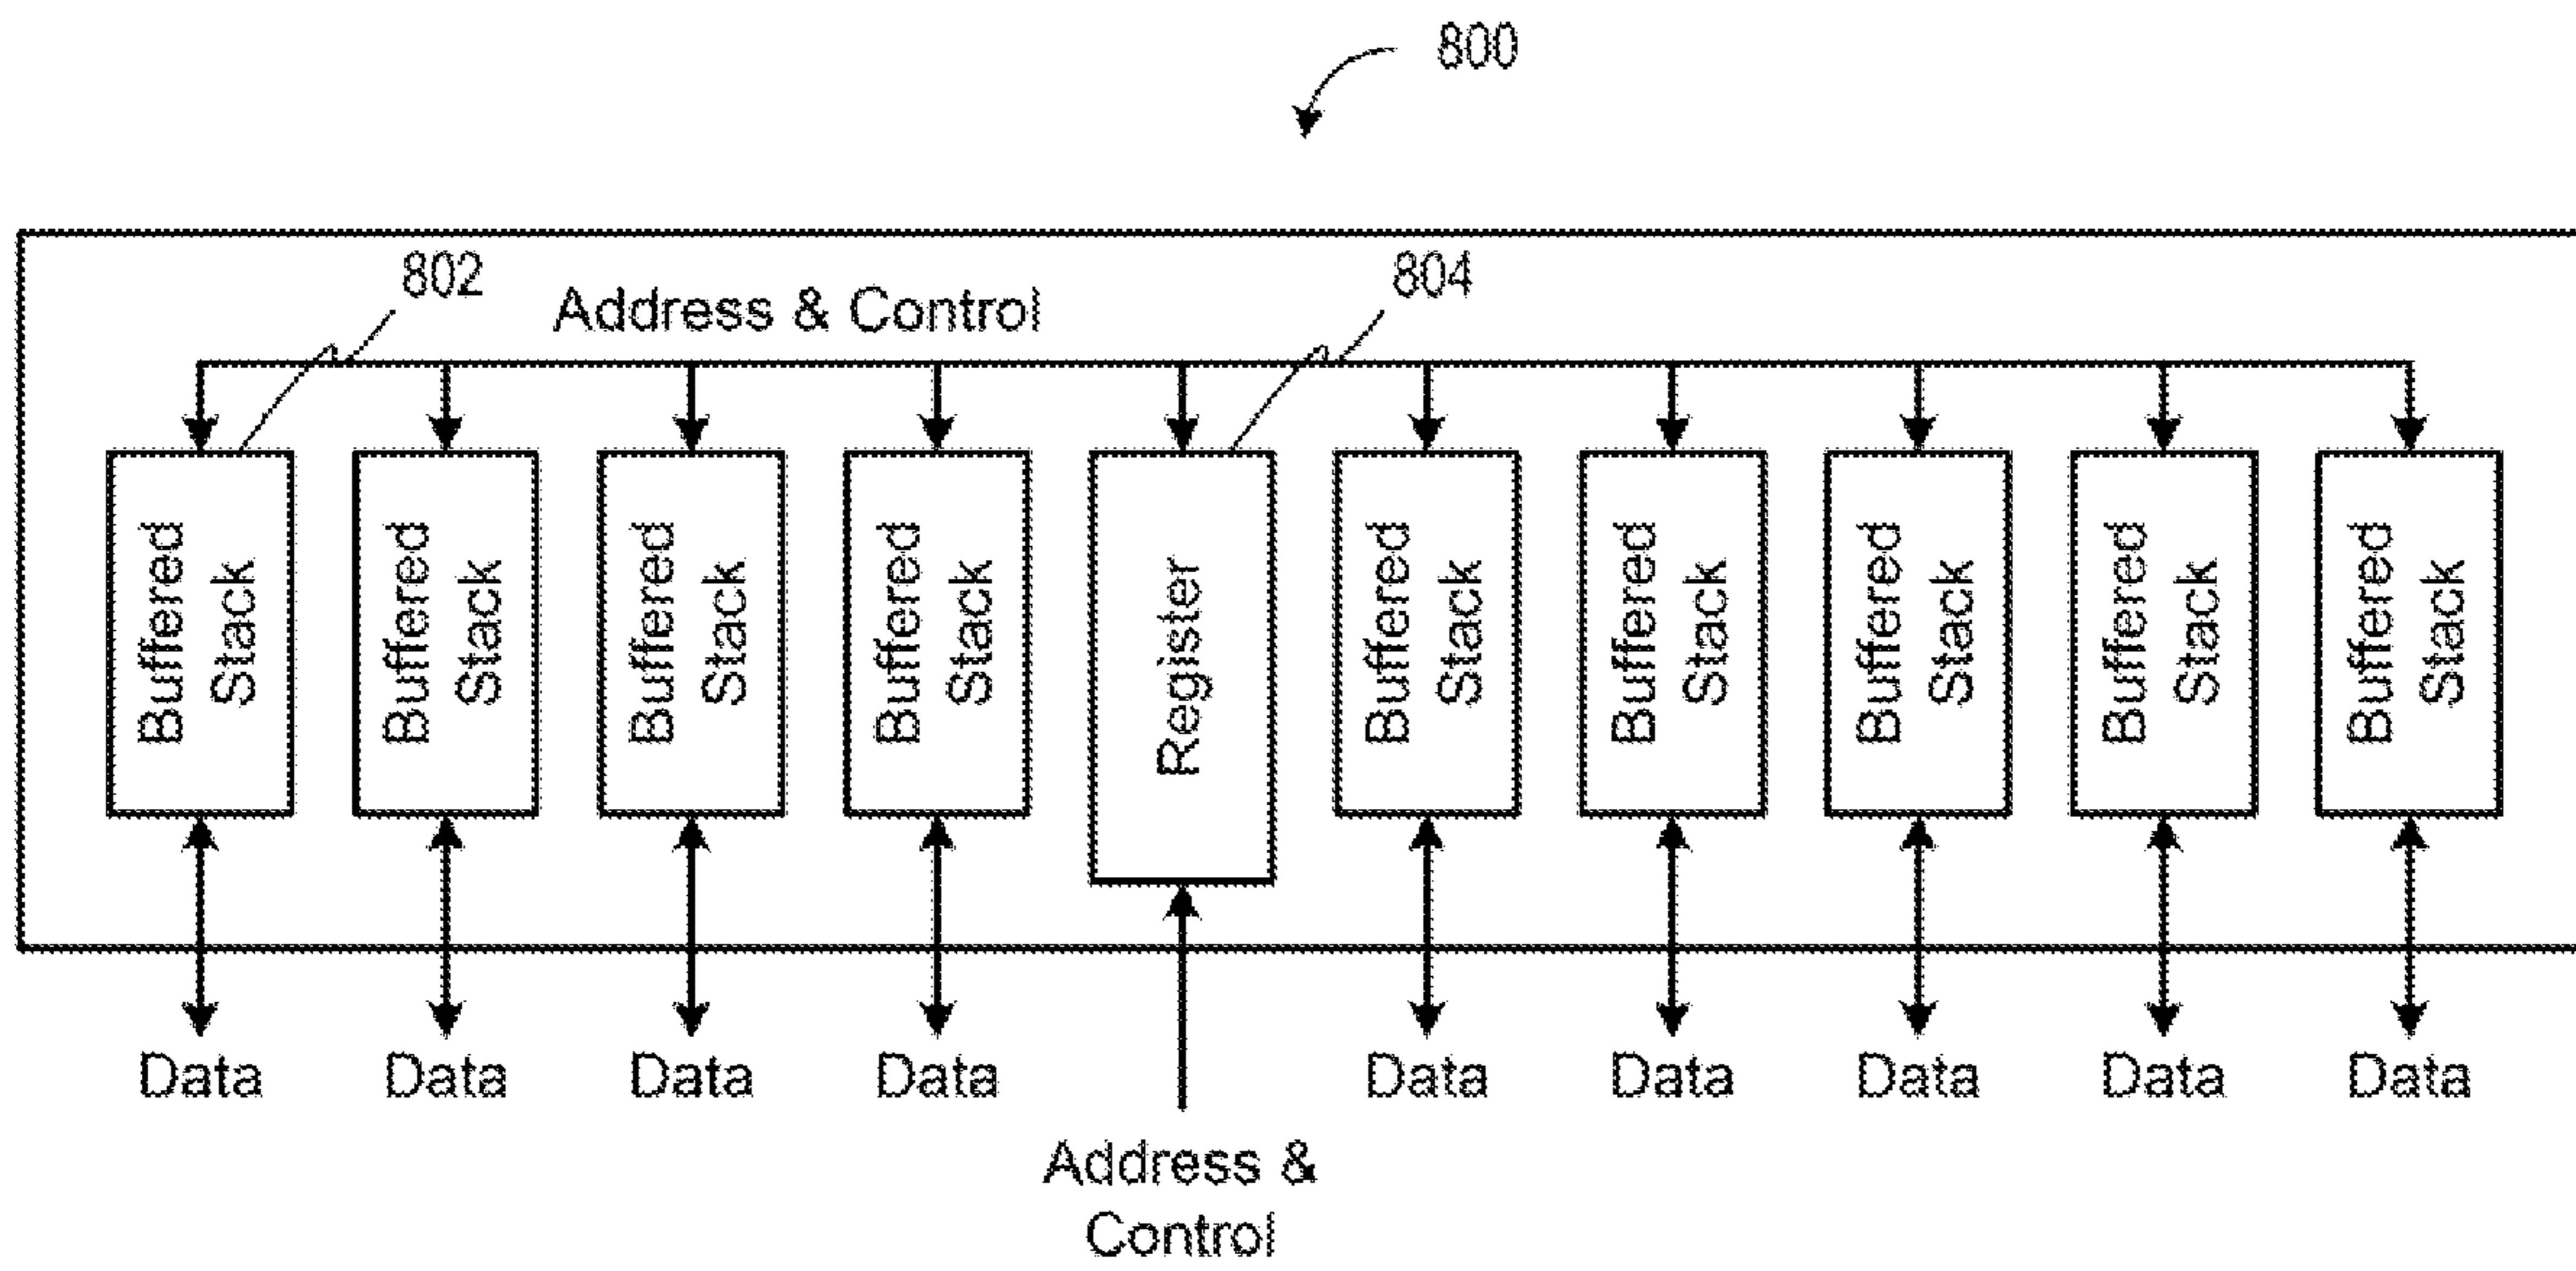 800
802
Address & Control
804
Buffered
Stack
Buffered
Stack
Buffered
Stack
Buffered
Stack
Register
Buffered
Stack
Buffered
Stack
Buffered
Stack
Buffered
Stack
Buffered
Stack
Data
Data
Data
Data
Data
Data
Data
Data
Data
Address &
Control